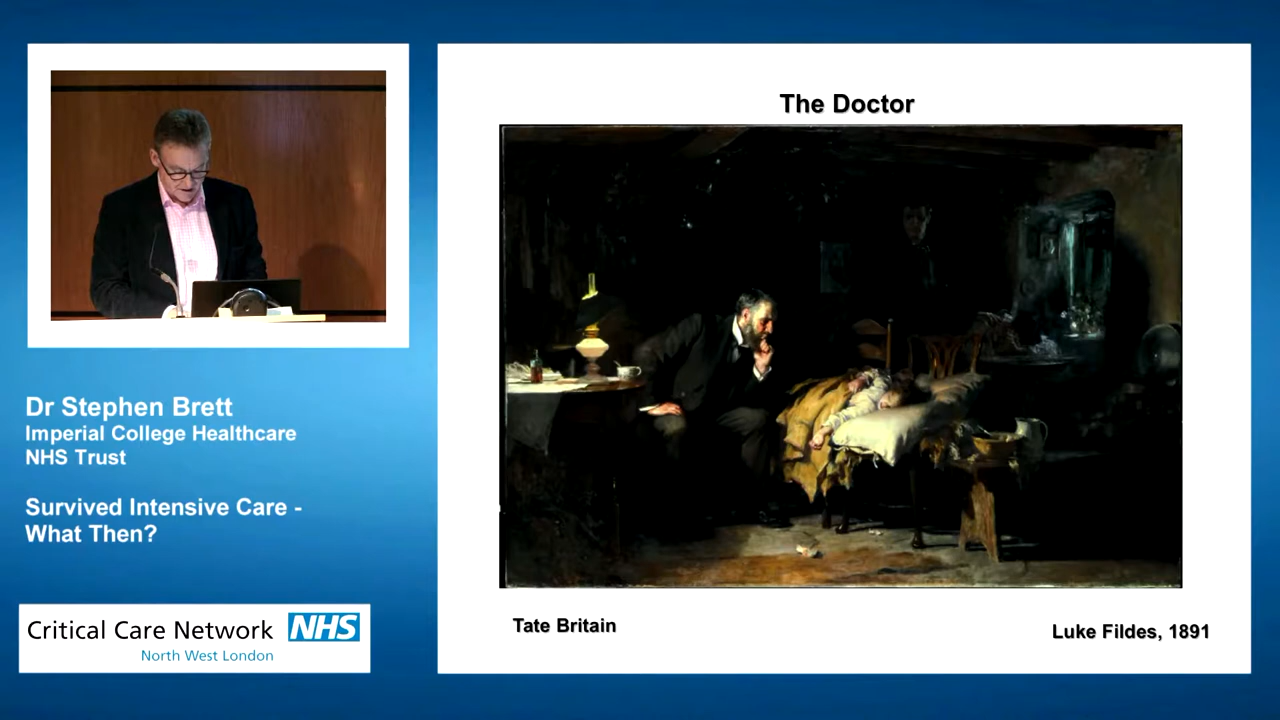 The Doctor
Dr Stephen Brett
Imperial College Healthcare
NHS Trust
Survived Intensive Care -
What Then?
Critical Care Network NHS
North West London
Tate Britain
Luke Fildes, 1891